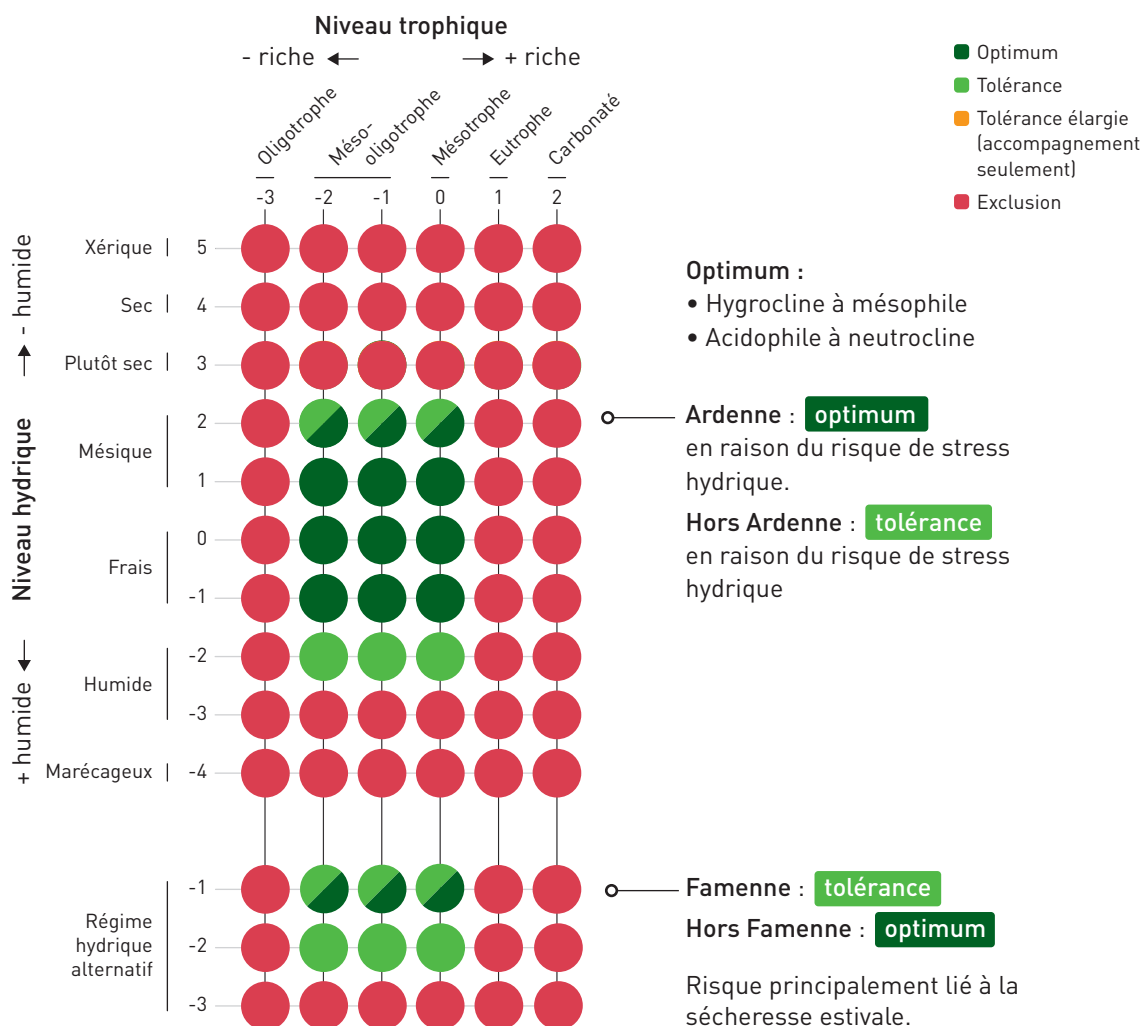 Niveau trophique
- riche ← → + riche
Oligotrophe
Méso-
oligotrophe
Mésotrophe
Eutrophe
Carbonaté
-3 -2 -1 0 1 2
Optimum
Tolérance
Tolérance élargie
(accompagnement
seulement)
Exclusion
Niveau hydrique
→ - humide
+ humide ←
Xérique 5
Sec 4
Plutôt sec 3
Mésique
2
1
Frais
0
-1
Humide
-2
-3
Marécageux -4
Régime
hydrique
alternatif
-1
-2
-3
Optimum :
• Hygrocline à mésophile
• Acidophile à neutrocline
Ardenne : optimum
en raison du risque de stress
hydrique.
Hors Ardenne : tolérance
en raison du risque de stress
hydrique
Famenne : tolérance
Hors Famenne : optimum
Risque principalement lié à la
sécheresse estivale.